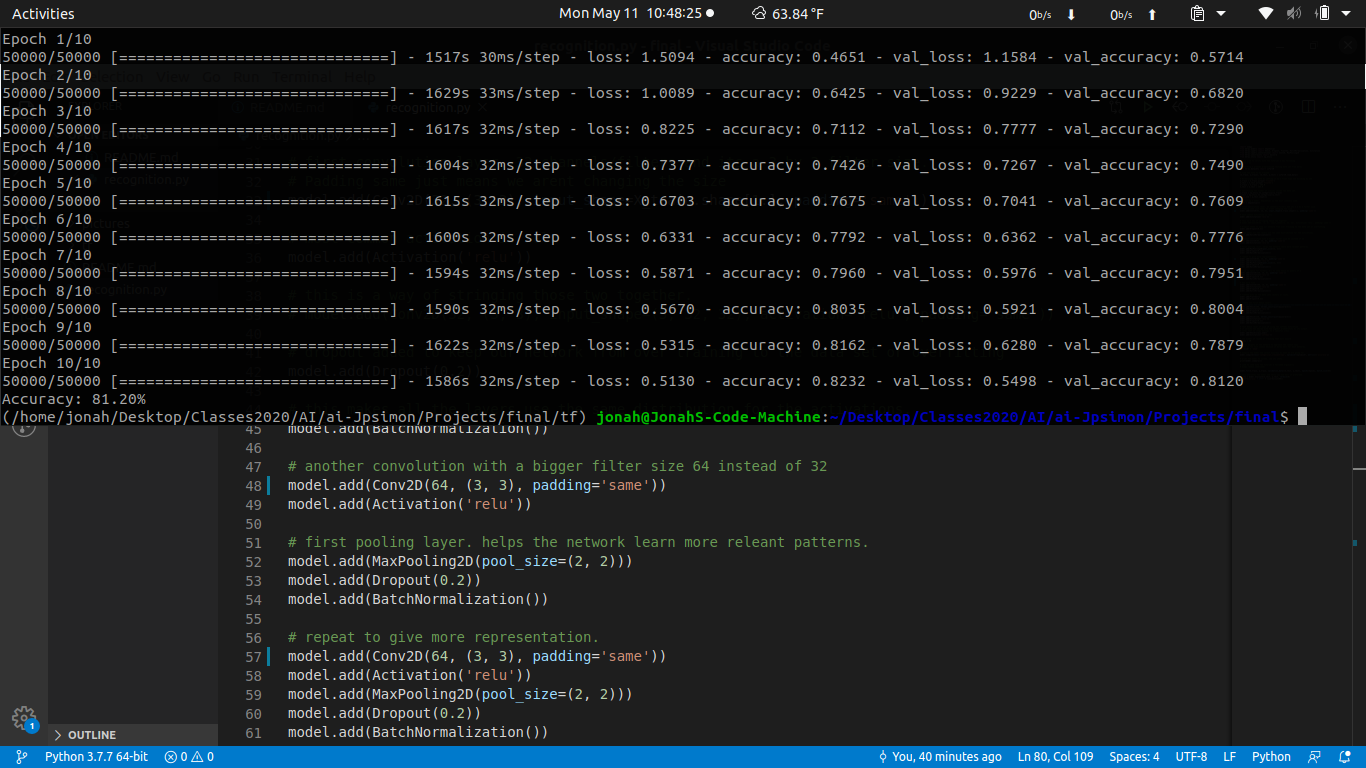 Activities
Mon May 11 10:48:25
63.84 °F
0b/s
0b/s
Epoch 1/10
50000/50000 [==============================] - 1517s 30ms/step - loss: 1.5094 - accuracy: 0.4651 - val_loss: 1.1584 - val_accuracy: 0.5714
Epoch 2/10
50000/50000 [==============================] - 1629s 33ms/step - loss: 1.0089 - accuracy: 0.6425 - val_loss: 0.9229 - val_accuracy: 0.6820
Epoch 3/10
50000/50000 [==============================] - 1617s 32ms/step - loss: 0.8225 - accuracy: 0.7112 - val_loss: 0.7777 - val_accuracy: 0.7290
Epoch 4/10
50000/50000 [==============================] - 1604s 32ms/step - loss: 0.7377 - accuracy: 0.7426 - val_loss: 0.7267 - val_accuracy: 0.7490
Epoch 5/10
50000/50000 [==============================] - 1615s 32ms/step - loss: 0.6703 - accuracy: 0.7675 - val_loss: 0.7041 - val_accuracy: 0.7609
Epoch 6/10
50000/50000 [==============================] - 1600s 32ms/step - loss: 0.6331 - accuracy: 0.7792 - val_loss: 0.6362 - val_accuracy: 0.7776
Epoch 7/10
50000/50000 [==============================] - 1594s 32ms/step - loss: 0.5871 - accuracy: 0.7960 - val_loss: 0.5976 - val_accuracy: 0.7951
Epoch 8/10
50000/50000 [==============================] - 1590s 32ms/step - loss: 0.5670 - accuracy: 0.8035 - val_loss: 0.5921 - val_accuracy: 0.8004
Epoch 9/10
50000/50000 [==============================] - 1622s 32ms/step - loss: 0.5315 - accuracy: 0.8162 - val_loss: 0.6280 - val_accuracy: 0.7879
Epoch 10/10
50000/50000 [==============================] - 1586s 32ms/step - loss: 0.5130 - accuracy: 0.8232 - val_loss: 0.5498 - val_accuracy: 0.8120
Accuracy: 81.20%
(/home/jonah/Desktop/Classes2020/AI/ai-Jpsimon/Projects/final/tf) jonah@JonahS-Code-Machine:~/Desktop/Classes2020/AI/ai-Jpsimon/Projects/final$
45 model.add(BatchNormalization())
46
47 # another convolution with a bigger filter size 64 instead of 32
48 model.add(Conv2D(64, (3, 3), padding='same'))
49 model.add(Activation('relu'))
50
51 # first pooling layer. helps the network learn more releant patterns.
52 model.add(MaxPooling2D(pool_size=(2, 2)))
53 model.add(Dropout(0.2))
54 model.add(BatchNormalization())
55
56 # repeat to give more representation.
57 model.add(Conv2D(64, (3, 3), padding='same'))
58 model.add(Activation('relu'))
59 model.add(MaxPooling2D(pool_size=(2, 2)))
60 model.add(Dropout(0.2))
61 model.add(BatchNormalization())
1
OUTLINE
Python 3.7.7 64-bit
0
0
You, 40 minutes ago
Ln 80, Col 109
Spaces: 4
UTF-8
LF
Python